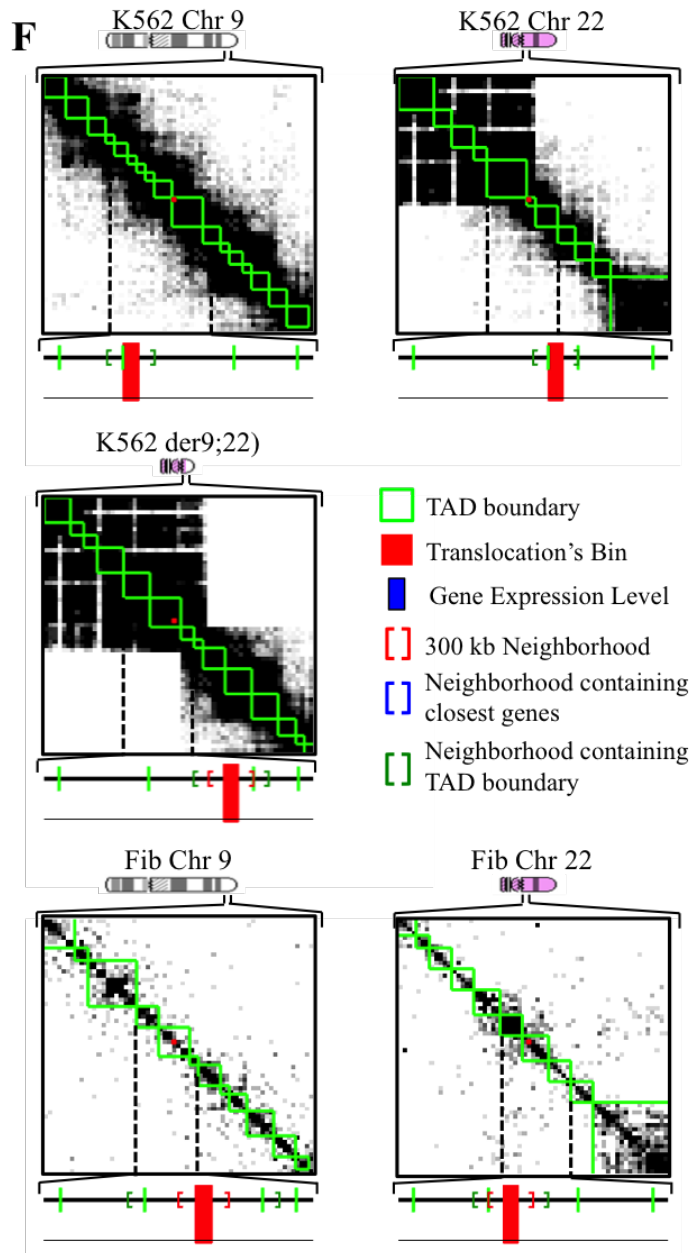 F
K562 Chr 9
K562 Chr 22
K562 der9;22)
TAD boundary
Translocation's Bin
Gene Expression Level
300 kb Neighborhood
Neighborhood containing
closest genes
Neighborhood containing
TAD boundary
Fib Chr 9
Fib Chr 22